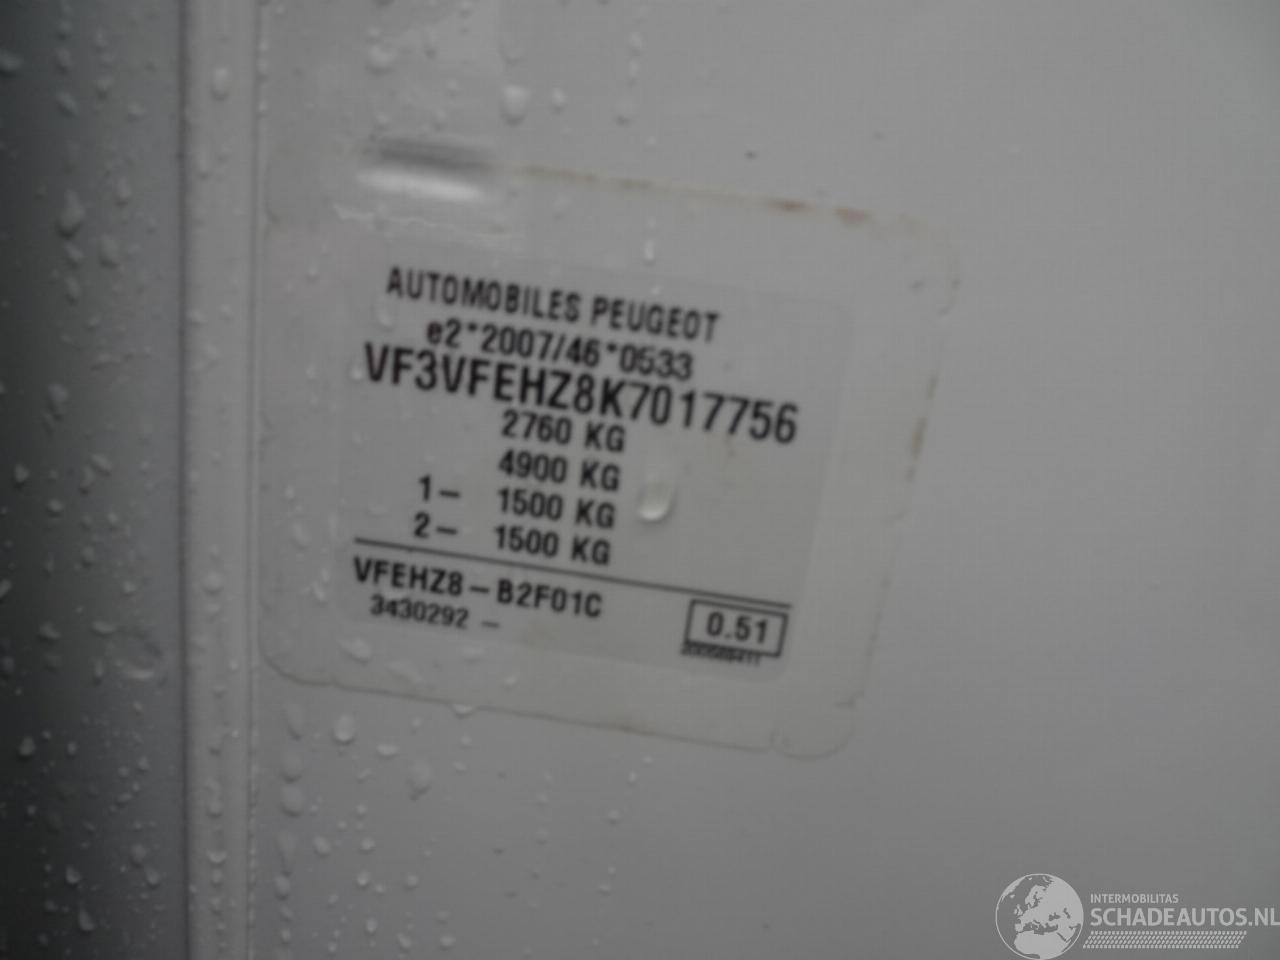 AUTOMOBILES PEUGEOT
e2*2007/46*0533
VF3VFEHZ8K7017756
2760 KG
4900 KG
1- 1500 KG
2- 1500 KG
VFEHZ8-B2F01C
3430292 -
0.51
INTERMOBILITAS
SCHADEAUTOS.NL